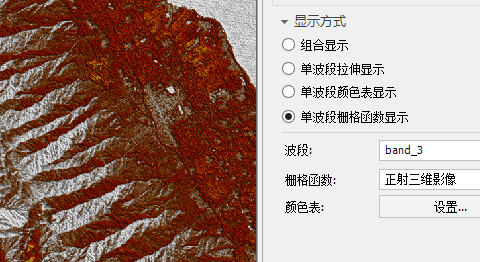 显示方式
组合显示
单波段拉伸显示
单波段颜色表显示
单波段栅格函数显示
波段: band_3
栅格函数: 正射三维影像
颜色表: 设置...